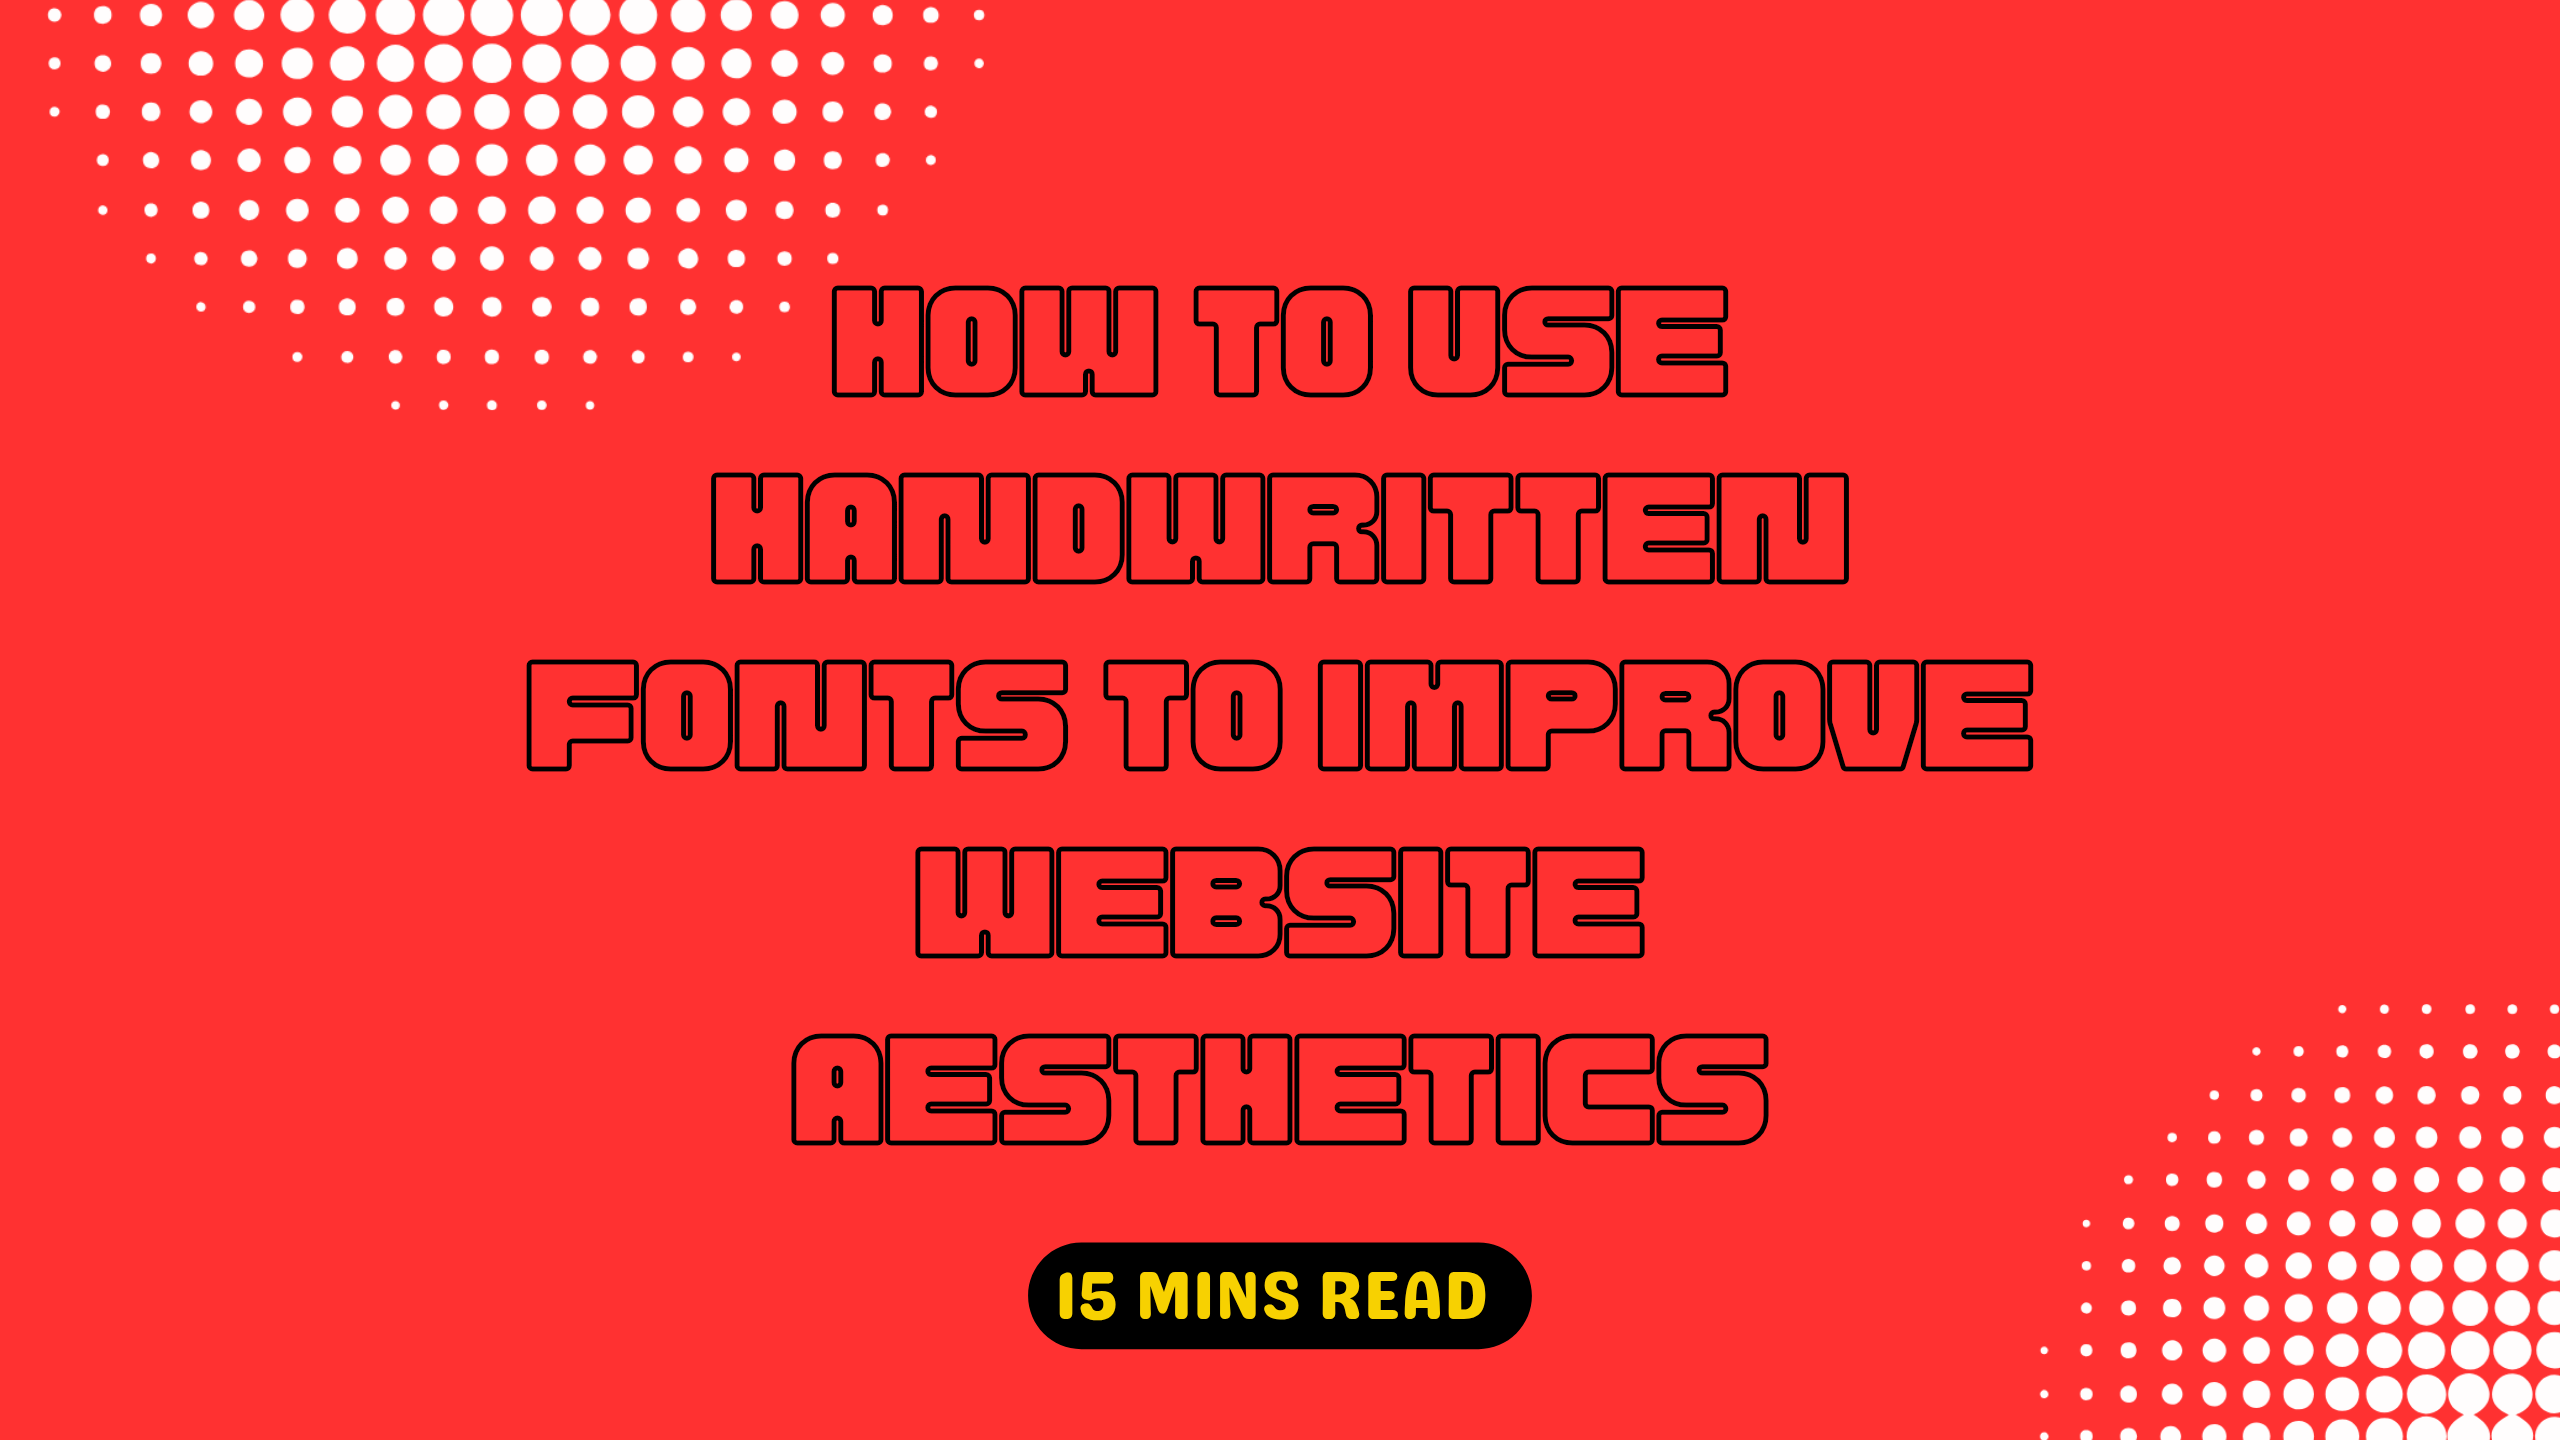 HOW TO USE
HANDWRITTEN
FONTS TO IMPROVE
WEBSITE
AESTHETICS
15 MINS READ